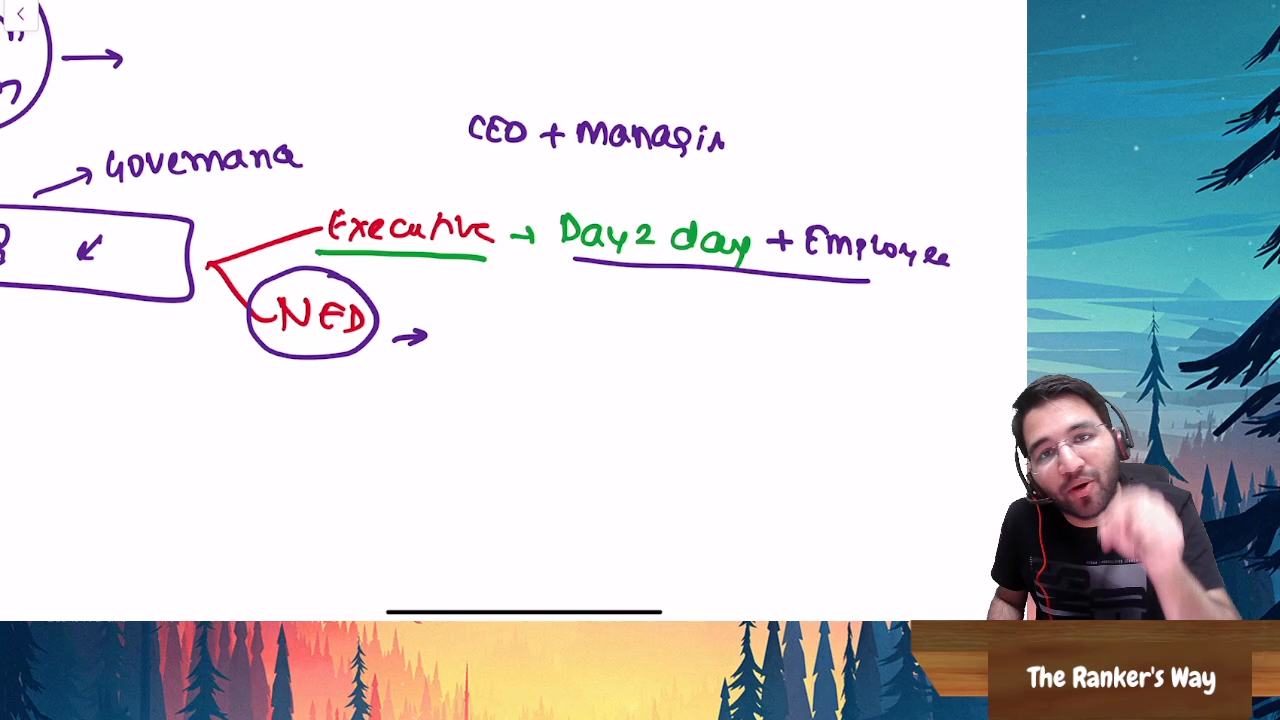 CEO + managin
Governana
Executive → Day 2 day + Employee
NED →
The Ranker's Way